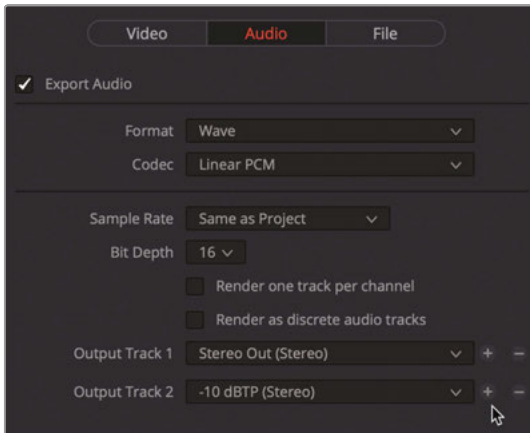 Video Audio File
Export Audio
Format Wave
Codec Linear PCM
Sample Rate Same as Project
Bit Depth 16
Render one track per channel
Render as discrete audio tracks
Output Track 1 Stereo Out (Stereo) + −
Output Track 2 -10 dBTP (Stereo) + −